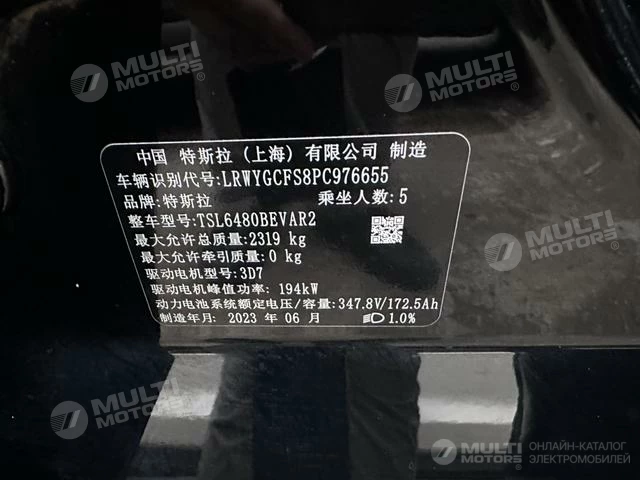 MULTI
MOTORS®
MULTI
MOTORS®
中国 特斯拉（上海）有限公司 制造
车辆识别代号:LRWYGCFS8PC976655
品牌:特斯拉 乘坐人数:5
整车型号:TSL6480BEVAR2
最大允许总质量:2319 kg
最大允许牵引质量:0 kg
驱动电机型号:3D7
驱动电机峰值功率: 194kW
动力电池系统额定电压/容量:347.8V/172.5Ah
制造年月: 2023 年 06 月 1.0%
MULTI
MOTORS®
MULTI
MOTORS®
MULTI
MOTORS®
ОНЛАЙН-КАТАЛОГ
ЭЛЕКТРОМОБИЛЕЙ